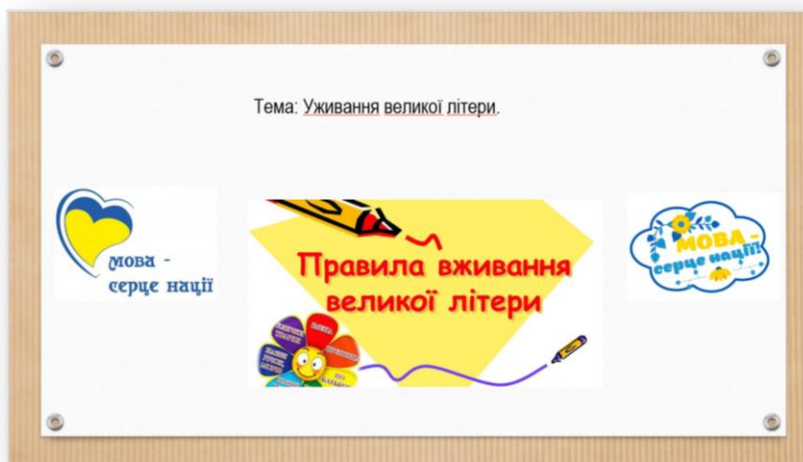 Тема: Уживання великої літери.
мова -
серце нації
Правила вживання
великої літери
МОВА -
серце нації!